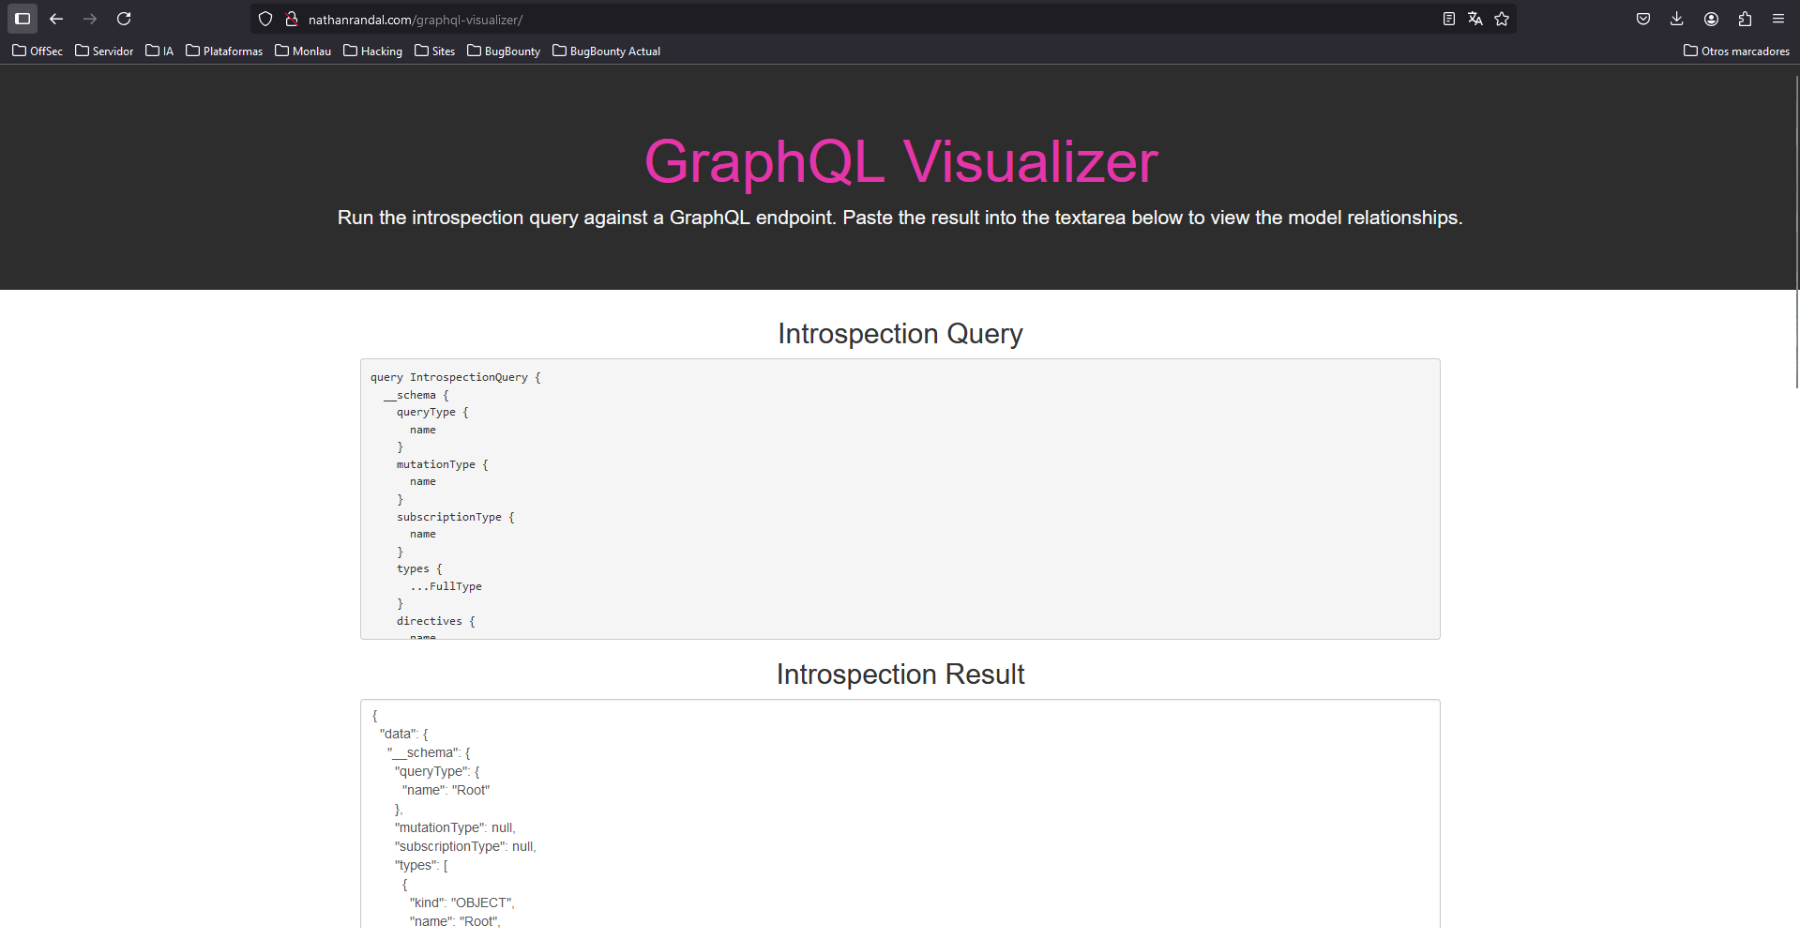 nathanrandal.com/graphql-visualizer/
OffSec Servidor IA Plataformas Monlau Hacking Sites BugBounty BugBounty Actual Otros marcadores
GraphQL Visualizer
Run the introspection query against a GraphQL endpoint. Paste the result into the textarea below to view the model relationships.
Introspection Query
query IntrospectionQuery {
  __schema {
    queryType {
      name
    }
    mutationType {
      name
    }
    subscriptionType {
      name
    }
    types {
      ...FullType
    }
    directives {
      name
Introspection Result
{
  "data": {
    "__schema": {
      "queryType": {
        "name": "Root"
      },
      "mutationType": null,
      "subscriptionType": null,
      "types": [
        {
          "kind": "OBJECT",
          "name": "Root",